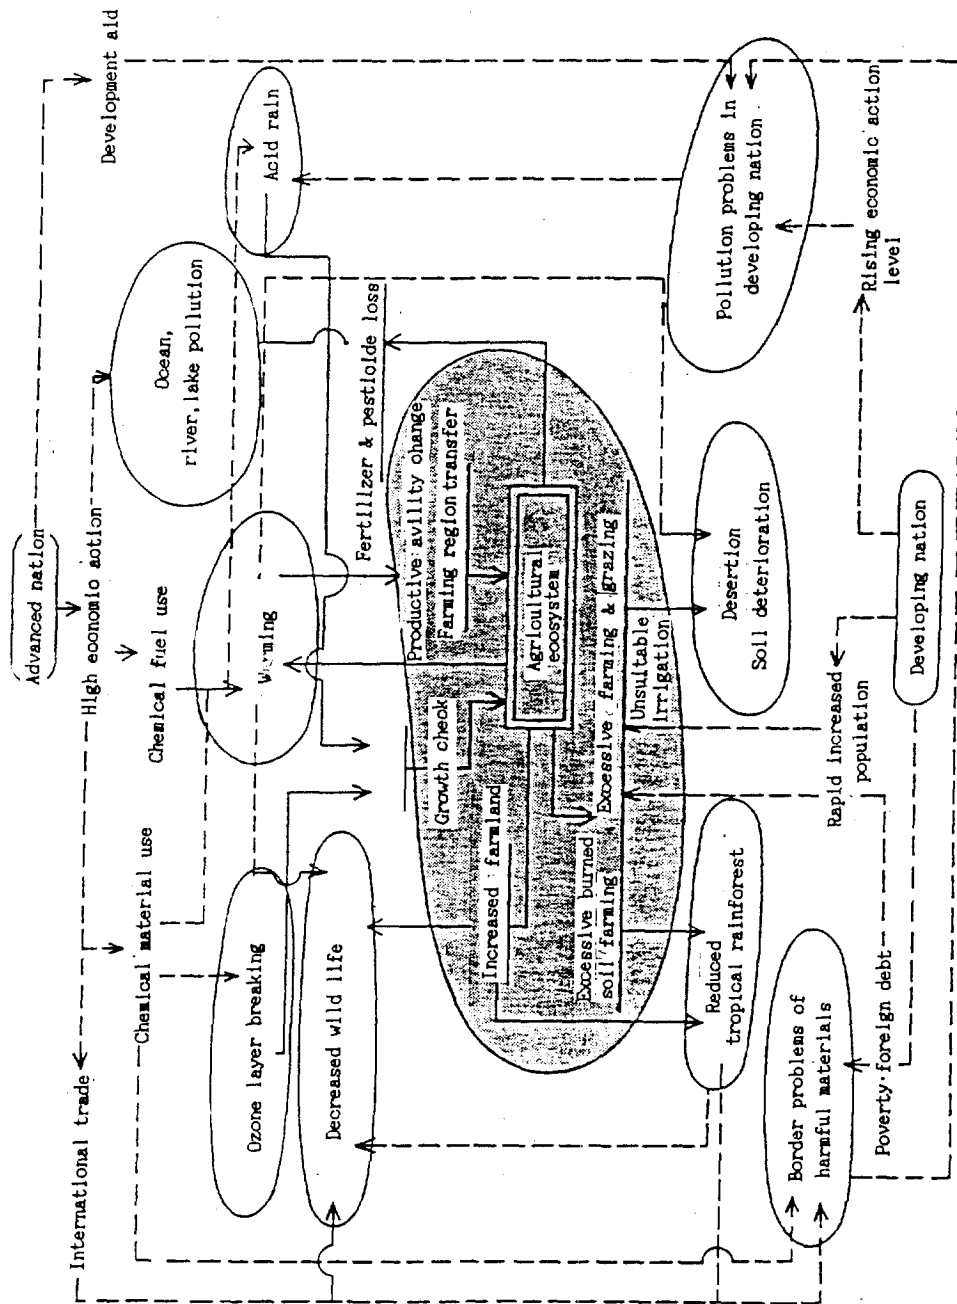 Advanced nation
International trade
High economic action
Development aid
Chemical material use
Chemical fuel use
Ocean,
river, lake pollution
Ozone layer breaking
Warming
Acid rain
Decreased wild life
Fertilizer & pesticide loss
Growth check
Productive avility change
Farming region transfer
Increased farmland
Agricultural
ecosystem
Excessive burned
soil farming
Excessive farming & grazing
Unsuitable
irrigation
Reduced
tropical rainforest
Desertion
Soil deterioration
Pollution problems in
developing nation
Border problems of
harmful materials
Rapid increased
population
Rising economic action
level
Poverty·foreign debt
Developing nation